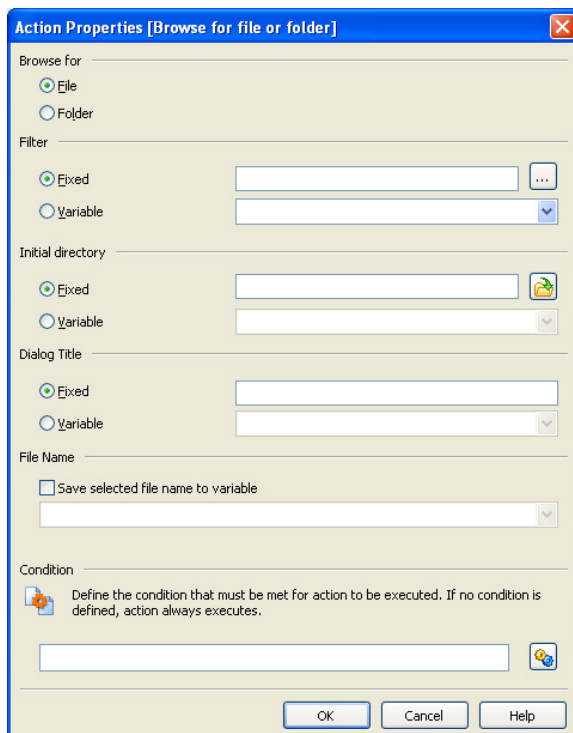 Action Properties [Browse for file or folder]
Browse for
File
Folder
Filter
Fixed
...
Variable
Initial directory
Fixed
Variable
Dialog Title
Fixed
Variable
File Name
Save selected file name to variable
Condition
Define the condition that must be met for action to be executed. If no condition is
defined, action always executes.
OK Cancel Help